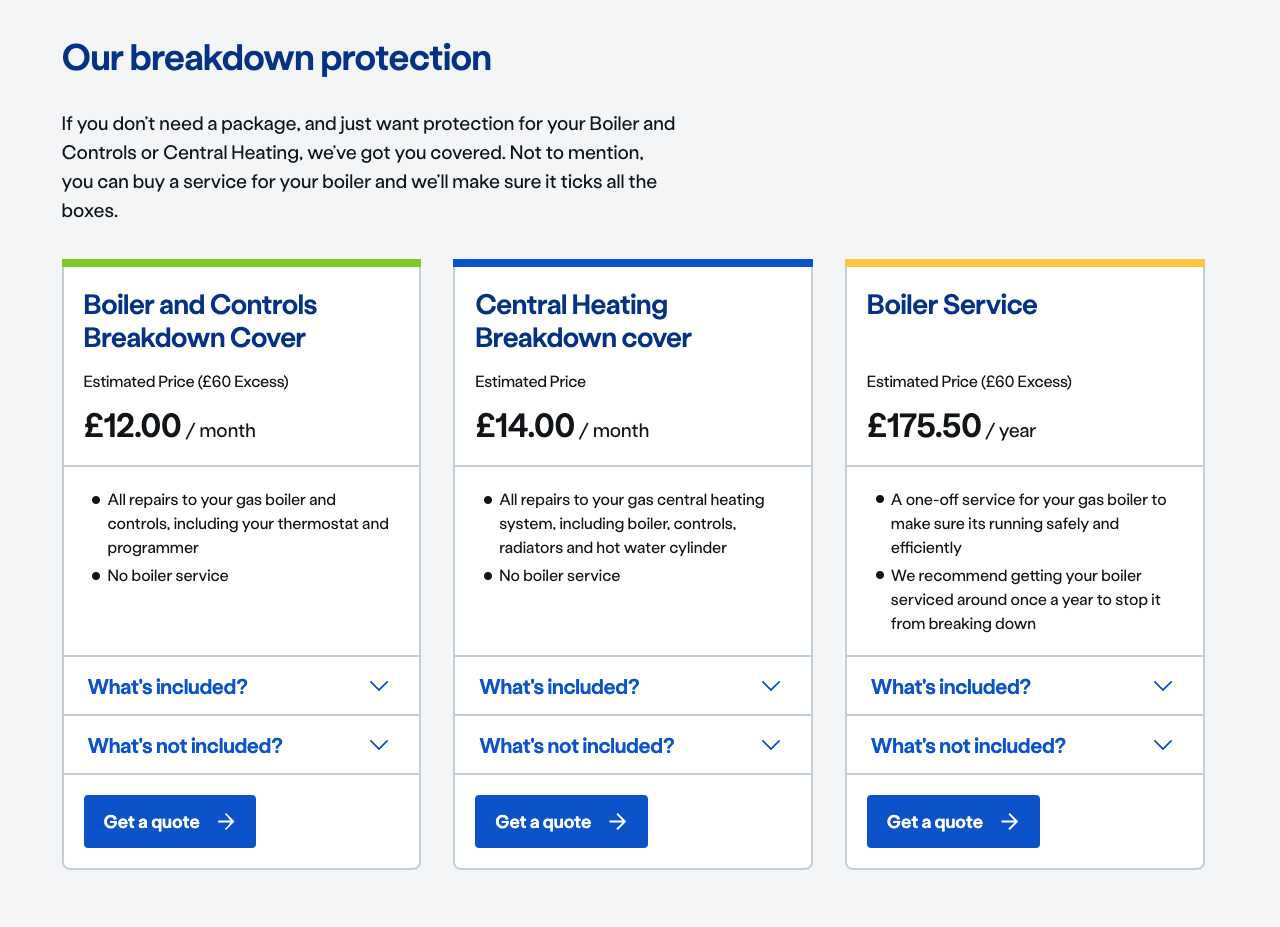 Our breakdown protection
If you don't need a package, and just want protection for your Boiler and
Controls or Central Heating, we've got you covered. Not to mention,
you can buy a service for your boiler and we'll make sure it ticks all the
boxes.
Boiler and Controls
Breakdown Cover
Estimated Price (£60 Excess)
£12.00 / month
All repairs to your gas boiler and
controls, including your thermostat and
programmer
No boiler service
What's included?
What's not included?
Get a quote
Central Heating
Breakdown cover
Estimated Price
£14.00 / month
All repairs to your gas central heating
system, including boiler, controls,
radiators and hot water cylinder
No boiler service
What's included?
What's not included?
Get a quote
Boiler Service
Estimated Price (£60 Excess)
£175.50 / year
A one-off service for your gas boiler to
make sure its running safely and
efficiently
We recommend getting your boiler
serviced around once a year to stop it
from breaking down
What's included?
What's not included?
Get a quote